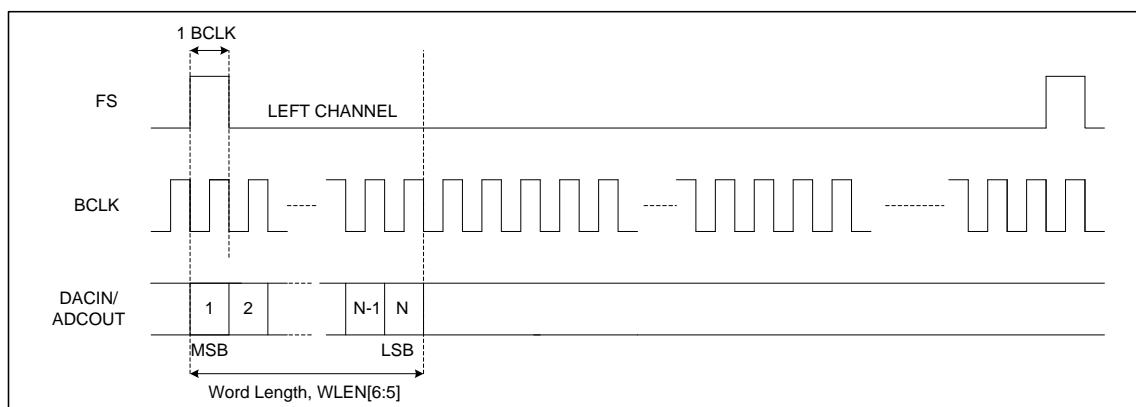 1 BCLK
FS
LEFT CHANNEL
BCLK
DACIN/
ADCOUT
1
2
N-1
N
MSB
LSB
Word Length, WLEN[6:5]